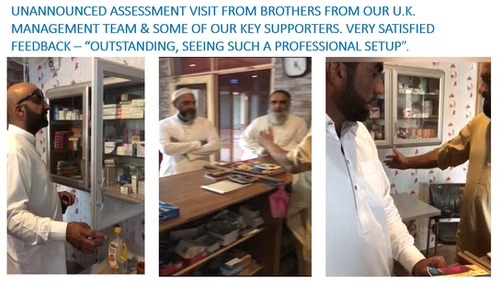 UNANNOUNCED ASSESSMENT VISIT FROM BROTHERS FROM OUR U.K.
MANAGEMENT TEAM & SOME OF OUR KEY SUPPORTERS. VERY SATISFIED
FEEDBACK – “OUTSTANDING, SEEING SUCH A PROFESSIONAL SETUP”.